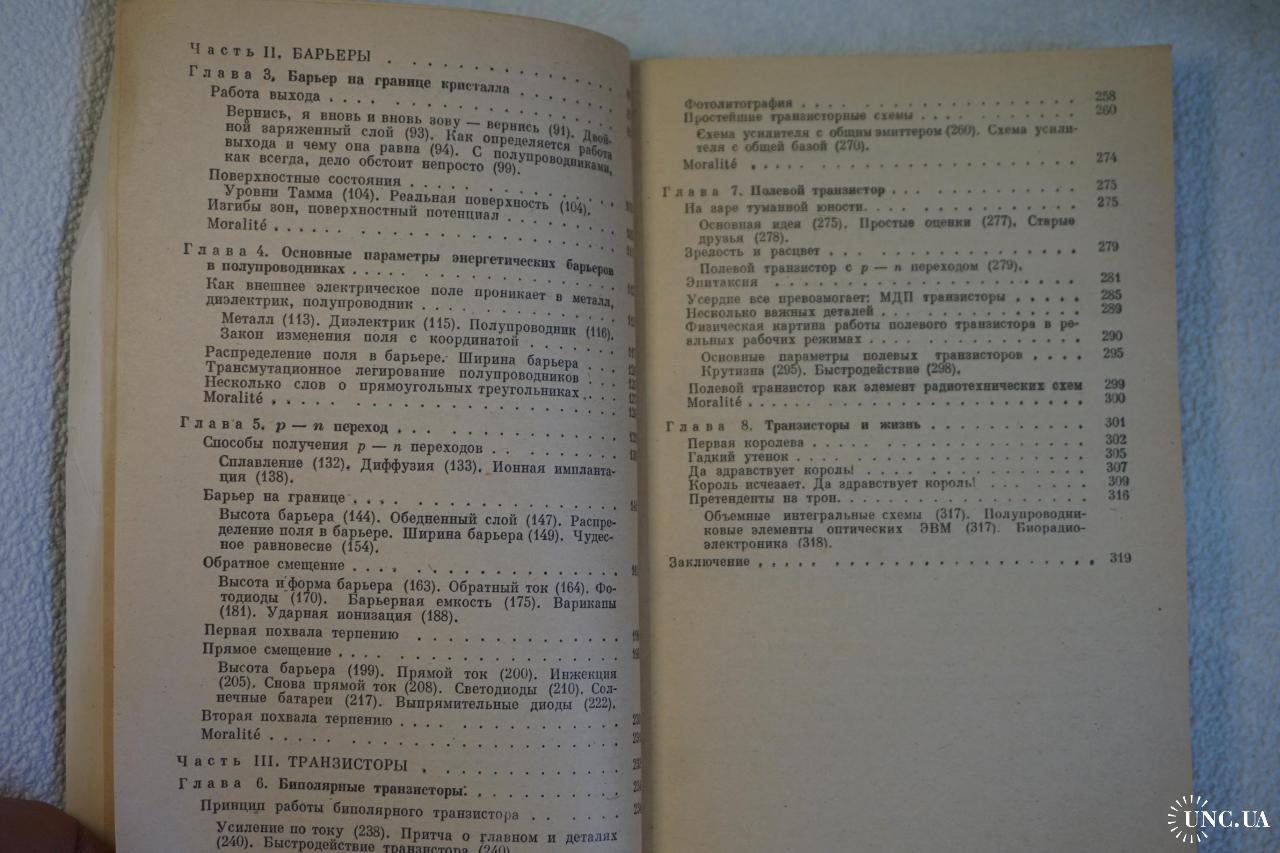 Часть II. БАРЬЕРЫ
Глава 3. Барьер на границе кристалла
Работа выхода
Вернись, я вновь и вновь зову — вернись (91). Двой-
ной заряженный слой (93). Как определяется работа
выхода и чему она равна (94). С полупроводниками,
как всегда, дело обстоит непросто (99).
Поверхностные состояния
Уровни Тамма (104). Реальная поверхность (104).
Изгибы зон, поверхностный потенциал
Moralité
Глава 4. Основные параметры энергетических барьеров
в полупроводниках
Как внешнее электрическое поле проникает в металл,
диэлектрик, полупроводник
Металл (113). Диэлектрик (115). Полупроводник (116).
Закон изменения поля с координатой
Распределение поля в барьере. Ширина барьера
Трансмутационное легирование полупроводников
Несколько слов о прямоугольных треугольниках
Moralité
Глава 5. p — n переход
Способы получения p — n переходов
Сплавление (132). Диффузия (133). Ионная имплан­та-
ция (138).
Барьер на границе
Высота барьера (144). Обедненный слой (147). Распре-
деление поля в барьере. Ширина барьера (149). Чудес-
ное равновесие (154).
Обратное смещение
Высота и форма барьера (163). Обратный ток (164). Фо-
тодиоды (170). Барьерная емкость (175). Варикапы
(181). Ударная ионизация (188).
Первая похвала терпению
Прямое смещение
Высота барьера (199). Прямой ток (200). Инжекция
(205). Снова прямой ток (208). Светодиоды (210). Сол-
нечные батареи (217). Выпрямительные диоды (222).
Вторая похвала терпению
Moralité
Часть III. ТРАНЗИСТОРЫ
Глава 6. Биполярные транзисторы
Принцип работы биполярного транзистора
Усиление по току (238). Притча о главном и деталях
(240). Быстродействие транзистора (240).
Фотолитография 258
Простейшие транзисторные схемы 260
Схема усилителя с общим эмиттером (260). Схема усили-
теля с общей базой (270).
Moralité 274
Глава 7. Полевой транзистор 275
На заре туманной юности 275
Основная идея (275). Простые оценки (277). Старые
друзья (278).
Зрелость и расцвет 279
Полевой транзистор с p — n переходом (279).
Эпитаксия 281
Усердие все превозмогает: МДП транзисторы 285
Несколько важных деталей 289
Физическая картина работы полевого транзистора в ре-
альных рабочих режимах 290
Основные параметры полевых транзисторов 295
Крутизна (295). Быстродействие (298).
Полевой транзистор как элемент радиотехнических схем 299
Moralité 300
Глава 8. Транзисторы и жизнь 301
Первая королева 302
Гадкий утенок 305
Да здравствует король! 307
Король исчезает. Да здравствует король! 309
Претенденты на трон. 316
Объемные интегральные схемы (317). Полупроводни-
ковые элементы оптических ЭВМ (317). Биорадио-
электроника (318).
Заключение 319
UNC.UA